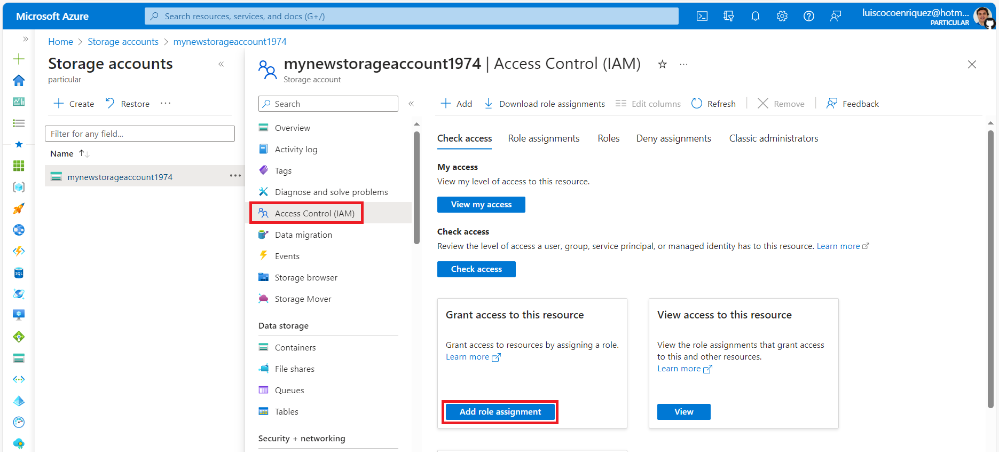 Microsoft Azure
Search resources, services, and docs (G+/)
luiscocoenriquez@hotm...
PARTICULAR
Home > Storage accounts > mynewstorageaccount1974
Storage accounts
particular
Create
Restore
Filter for any field...
Name
mynewstorageaccount1974
mynewstorageaccount1974 | Access Control (IAM)
Storage account
Search
Overview
Activity log
Tags
Diagnose and solve problems
Access Control (IAM)
Data migration
Events
Storage browser
Storage Mover
Data storage
Containers
File shares
Queues
Tables
Security + networking
Add
Download role assignments
Edit columns
Refresh
Remove
Feedback
Check access
Role assignments
Roles
Deny assignments
Classic administrators
My access
View my level of access to this resource.
View my access
Check access
Review the level of access a user, group, service principal, or managed identity has to this resource. Learn more
Check access
Grant access to this resource
Grant access to resources by assigning a role.
Learn more
Add role assignment
View access to this resource
View the role assignments that grant access
to this and other resources.
Learn more
View
SQL